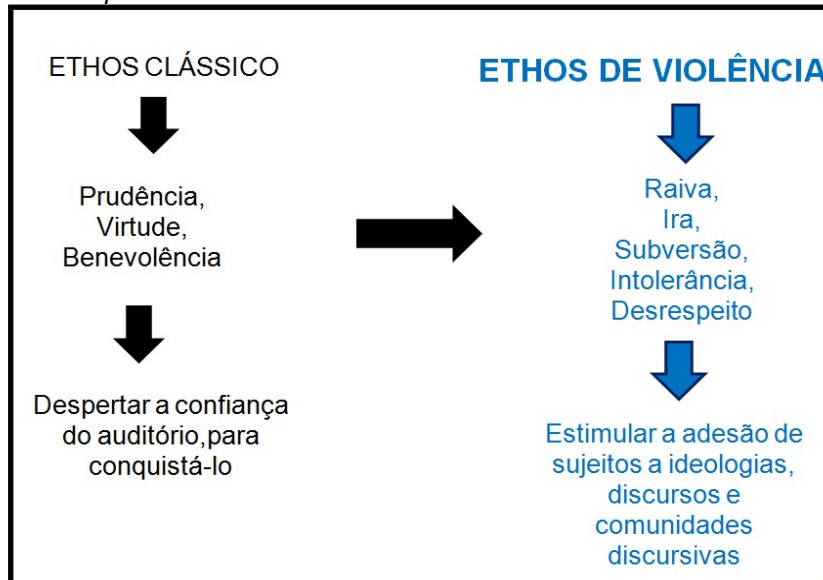 ETHOS CLÁSSICO
Prudência,
Virtude,
Benevolência
Despertar a confiança
do auditório,para
conquistá-lo
ETHOS DE VIOLÊNCIA
Raiva,
Ira,
Subversão,
Intolerância,
Desrespeito
Estimular a adesão de
sujeitos a ideologias,
discursos e
comunidades
discursivas